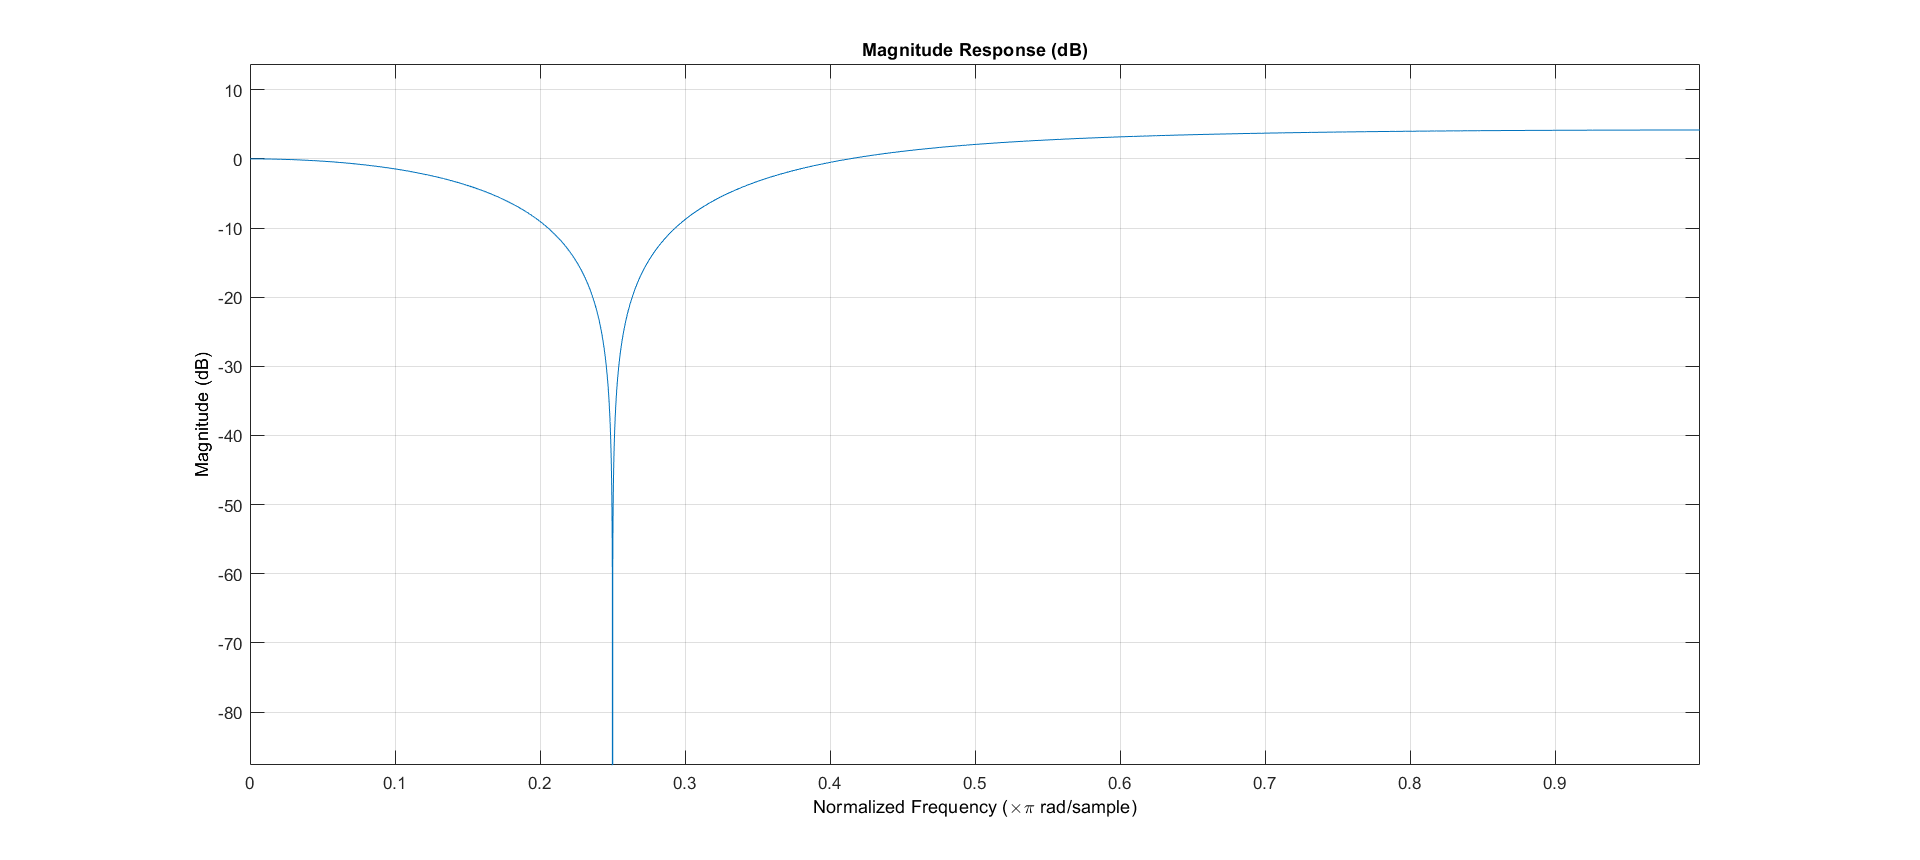 Magnitude Response (dB)
10
0
-10
-20
-30
-40
-50
-60
-70
-80
Magnitude (dB)
0 0.1 0.2 0.3 0.4 0.5 0.6 0.7 0.8 0.9
Normalized Frequency (×π rad/sample)